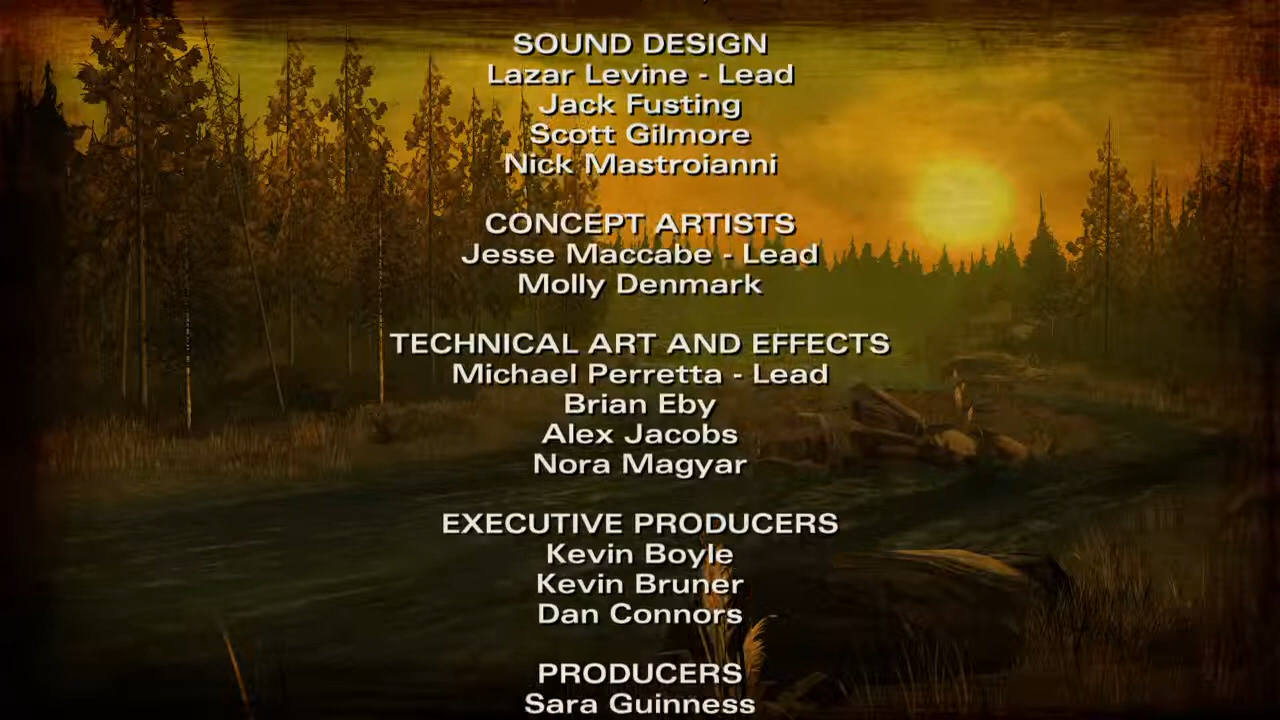 SOUND DESIGN
Lazar Levine - Lead
Jack Fusting
Scott Gilmore
Nick Mastroianni
CONCEPT ARTISTS
Jesse Maccabe - Lead
Molly Denmark
TECHNICAL ART AND EFFECTS
Michael Perretta - Lead
Brian Eby
Alex Jacobs
Nora Magyar
EXECUTIVE PRODUCERS
Kevin Boyle
Kevin Bruner
Dan Connors
PRODUCERS
Sara Guinness